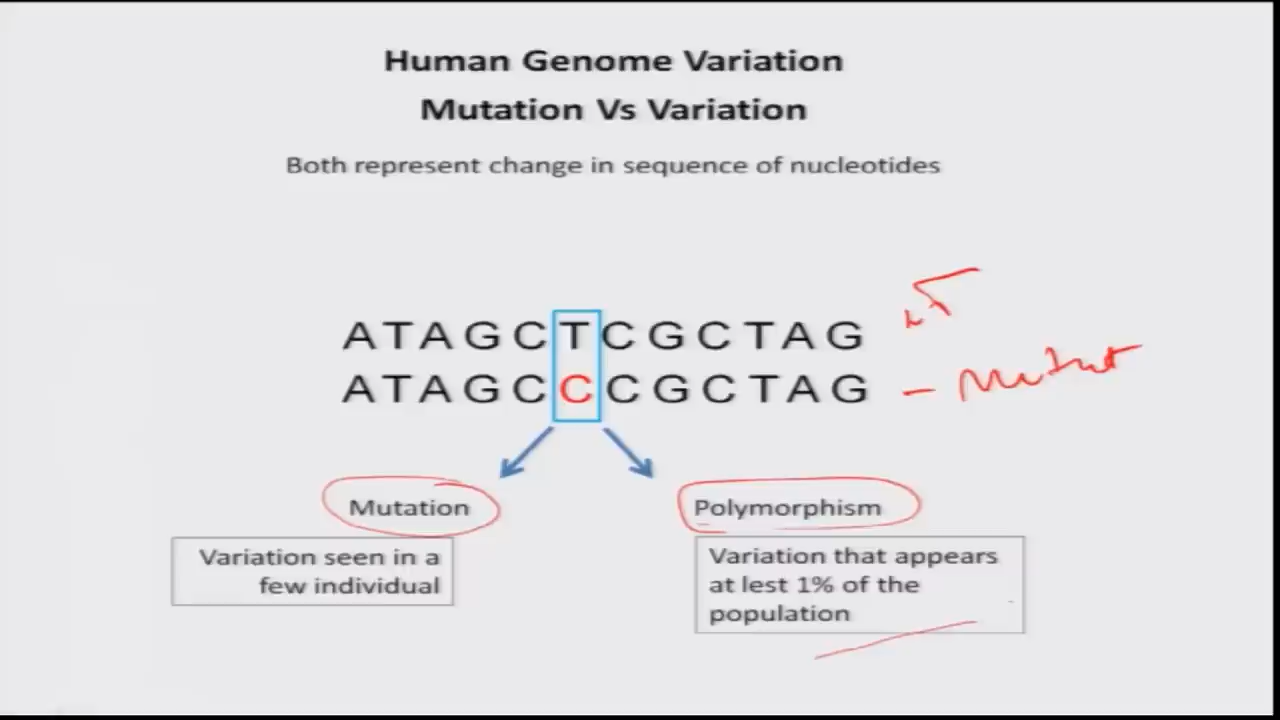 Human Genome Variation
Mutation Vs Variation
Both represent change in sequence of nucleotides
ATAGCTCGCTAG
ATAGCCCGCTAG - Mutant
Mutation
Polymorphism
Variation seen in a
few individual
Variation that appears
at lest 1% of the
population